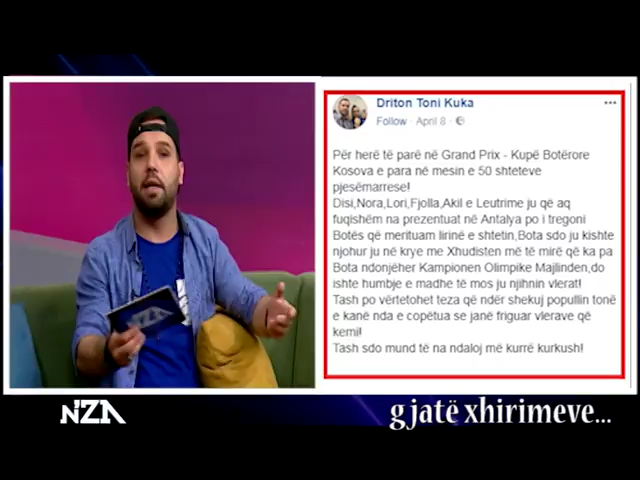 Driton Toni Kuka
Follow · April 8 ·
Për herë të parë në Grand Prix - Kupë Botërore
Kosova e para në mesin e 50 shteteve
pjesëmarrese!
Disi,Nora,Lori,Fjolla,Akil e Leutrime ju që aq
fuqishëm na prezentuat në Antalya po i tregoni
Botës që merituam lirinë e shtetin,Bota sdo ju kishte
njohur ju në krye me Xhudisten më të mirë që ka pa
Bota ndonjëher Kampionen Olimpike Majlinden,do
ishte humbje e madhe të mos ju njihnin vlerat!
Tash po vërtetohet teza që ndër shekuj popullin tonë
e kanë nda e copëtua se janë friguar vlerave që
kemi!
Tash sdo mund të na ndaloj më kurrë kurkush!
NZA
NZA
gjatë xhirimeve...